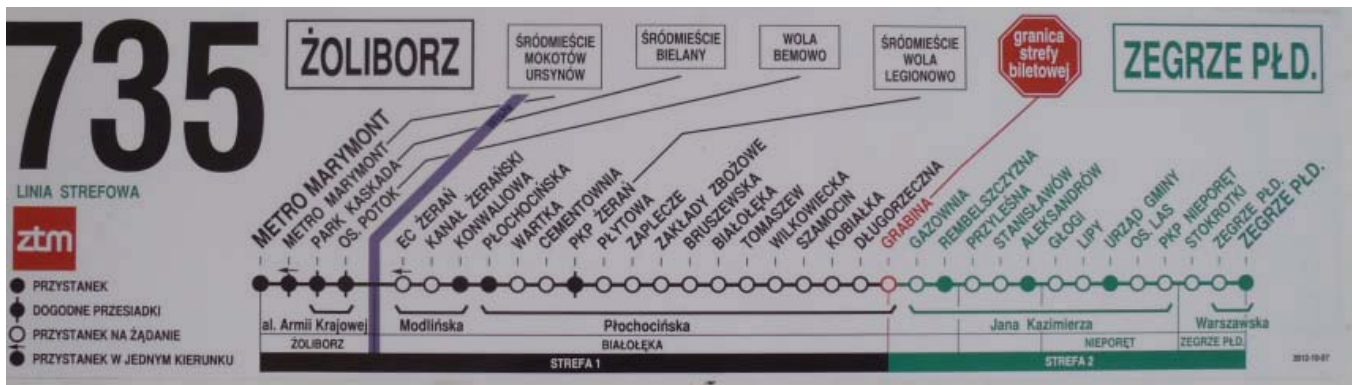 735
ŻOLIBORZ
ŚRÓDMIEŚCIE
MOKOTÓW
URSYNÓW
ŚRÓDMIEŚCIE
BIELANY
WOLA
BEMOWO
ŚRÓDMIEŚCIE
WOLA
LEGIONOWO
granica
strefy
biletowej
ZEGRZE PŁD.
LINIA STREFOWA
ztm
METRO MARYMONT
METRO MARYMONT
PARK KASKADA
OS. POTOK
EC ŻERAŃ
KANAŁ ŻERAŃSKI
KONWALIOWA
PŁOCHOCIŃSKA
WARTKA
CEMENTOWNIA
PKP ŻERAŃ
PŁYTOWA
ZAPLECZE
ZAKŁADY ZBOŻOWE
BRUSZEWSKA
BIAŁOŁĘKA
TOMASZEW
WILKOWIECKA
SZAMOCIN
KOBIAŁKA
DŁUGORZECZNA
GRABINA
GAZOWNIA
REMBELSZCZYZNA
PRZYLEŚNA
STANISŁAWÓW
ALEKSANDRÓW
GŁOGI
LIPY
URZĄD GMINY
OS. LAS
PKP NIEPORĘT
STOKROTKI
ZEGRZE PŁD.
ZEGRZE PŁD.
PRZYSTANEK
DOGODNE PRZESIADKI
PRZYSTANEK NA ŻĄDANIE
PRZYSTANEK W JEDNYM KIERUNKU
al. Armii Krajowej
Modlińska
Płochocińska
Jana Kazimierza
Warszawska
ŻOLIBORZ
BIAŁOŁĘKA
NIEPORĘT
ZEGRZE PŁD.
STREFA 1
STREFA 2